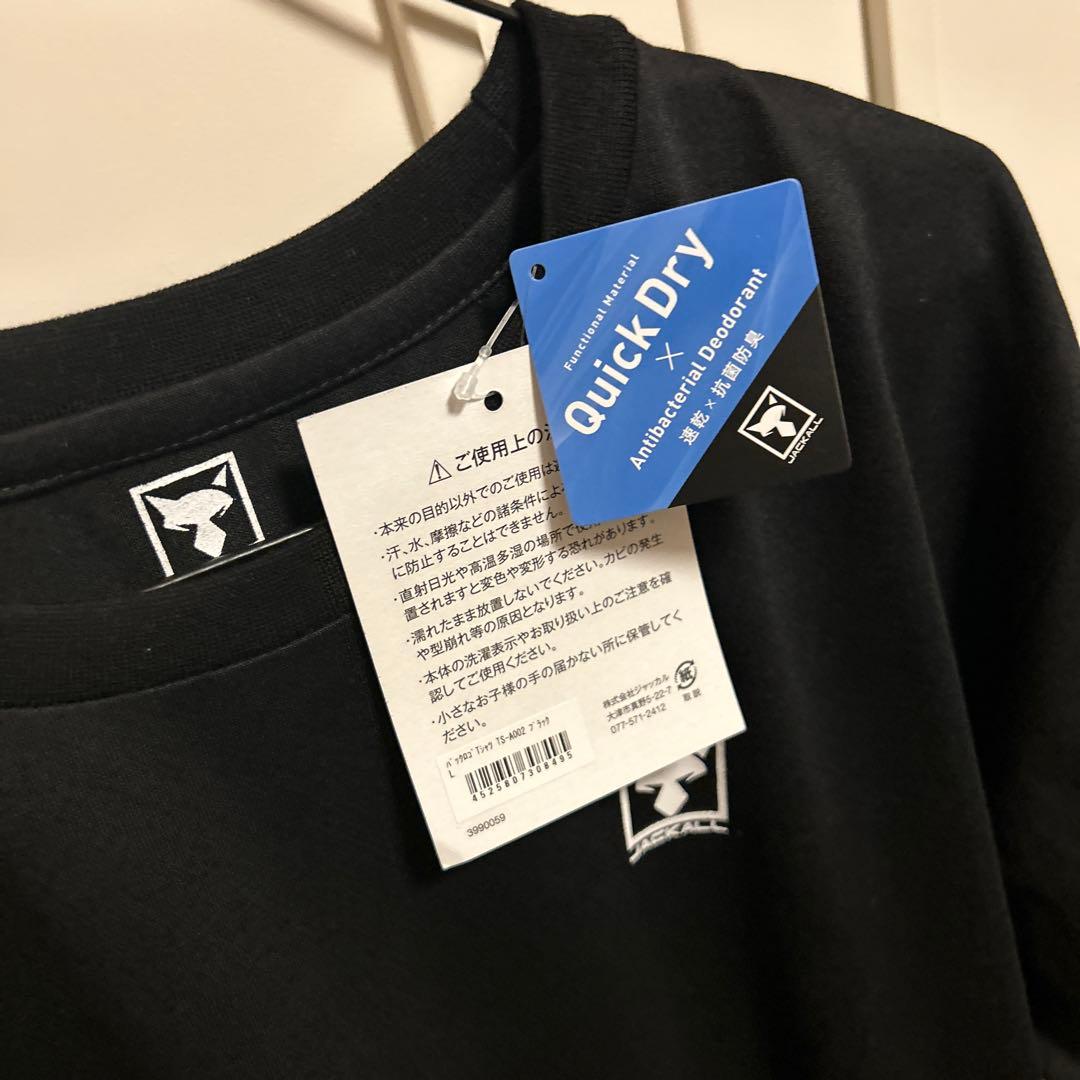 Functional Material
Quick Dry
×
Antibacterial Deodorant
速乾×抗菌防臭
JACKALL
⚠ご使用上の
・本来の目的以外でのご使用は
・汗、水、摩擦などの諸条件による
に防止することはできません。
・直射日光や高温多湿の場所で使用
置されますと変色や変形する恐れがあります。
・濡れたまま放置しないでください。カビの発生
や型崩れ等の原因となります。
・本体の洗濯表示やお取り扱い上のご注意を確
認してご使用ください。
・小さなお子様の手の届かない所に保管してく
ださい。
株式会社ジャッカル
大津市真野5-22-7
077-571-2412
紙
取説
ﾊﾞｯｸﾛｺﾞTｼｬﾂ TS-A002 ﾌﾞﾗｯｸ
L
4525807308495
3990059
JACKALL